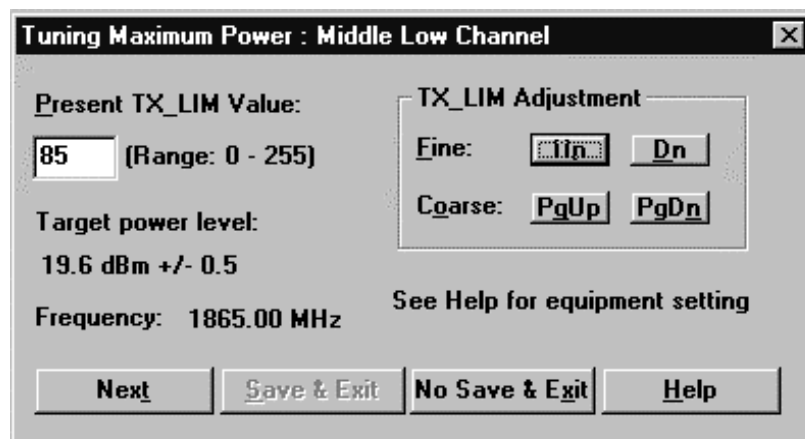 Tuning Maximum Power : Middle Low Channel
Present TX_LIM Value:
85 (Range: 0 - 255)
Target power level:
19.6 dBm +/- 0.5
Frequency: 1865.00 MHz
TX_LIM Adjustment
Fine: Up Dn
Coarse: PgUp PgDn
See Help for equipment setting
Next Save & Exit No Save & Exit Help